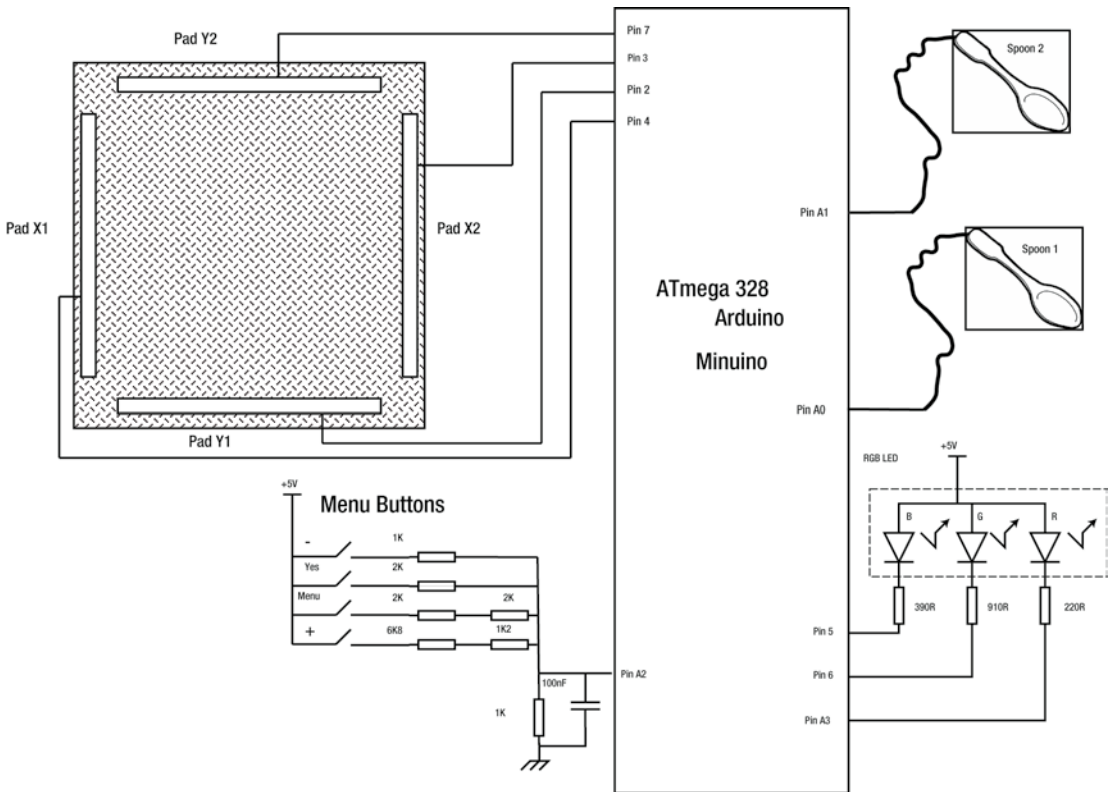 Pad Y2
Pad X1
Pad X2
Pad Y1
Pin 7
Pin 3
Pin 2
Pin 4
Spoon 2
Pin A1
Spoon 1
ATmega 328
Arduino
Minuino
Pin A0
+5V
Menu Buttons
-
1K
Yes
2K
Menu
2K
2K
+
6K8
1K2
Pin A2
100nF
1K
+5V
RGB LED
B
G
R
390R
910R
220R
Pin 5
Pin 6
Pin A3